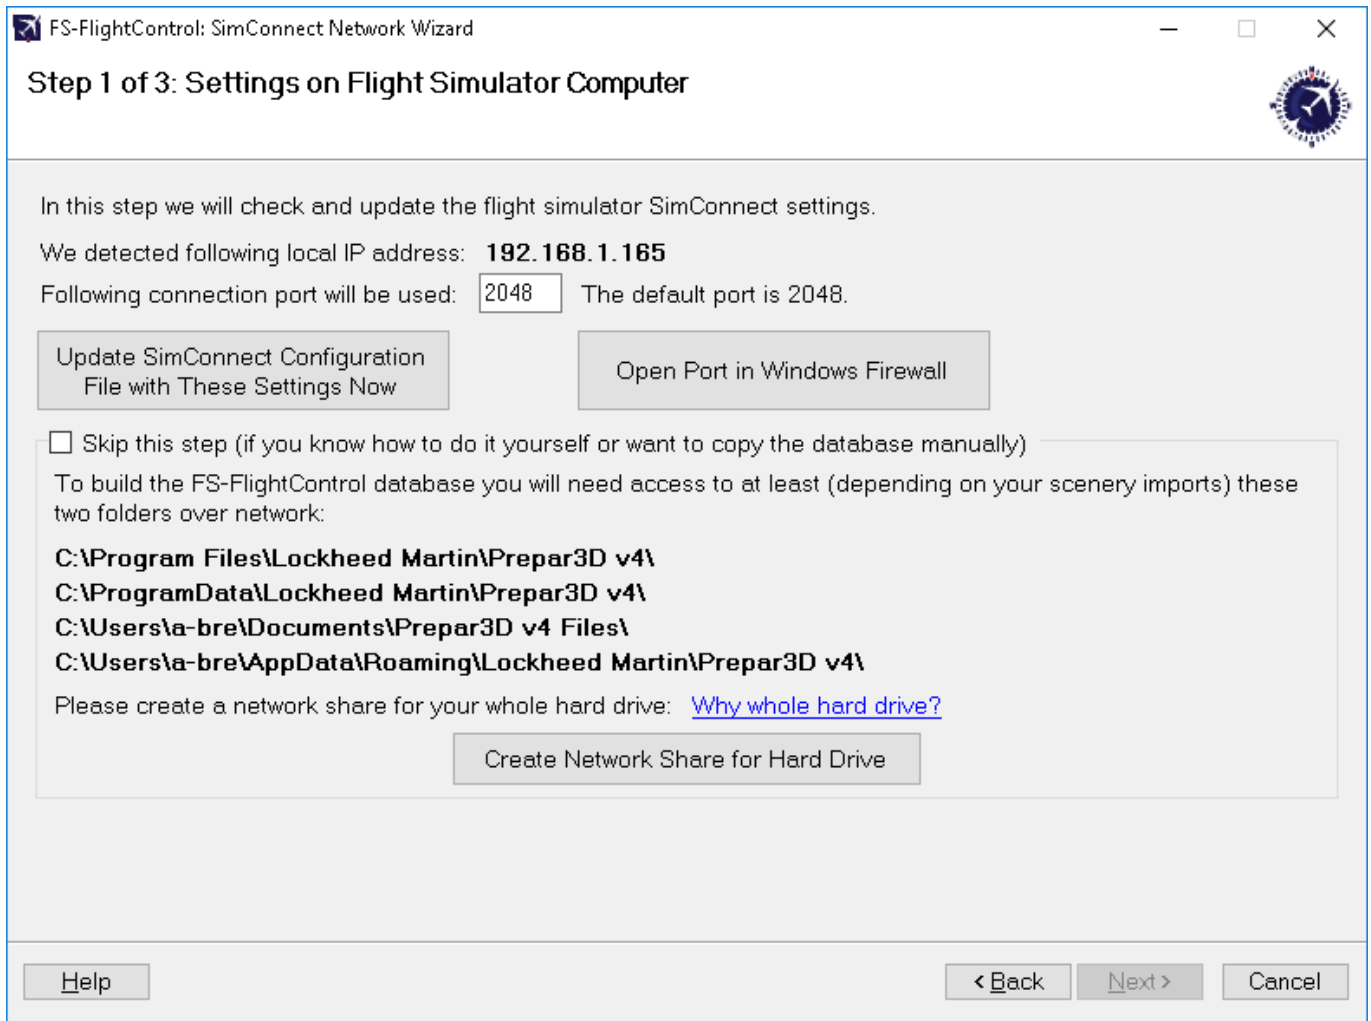 FS-FlightControl: SimConnect Network Wizard
Step 1 of 3: Settings on Flight Simulator Computer
In this step we will check and update the flight simulator SimConnect settings.
We detected following local IP address: 192.168.1.165
Following connection port will be used: 2048 The default port is 2048.
Update SimConnect Configuration
File with These Settings Now
Open Port in Windows Firewall
Skip this step (if you know how to do it yourself or want to copy the database manually)
To build the FS-FlightControl database you will need access to at least (depending on your scenery imports) these
two folders over network:
C:\Program Files\Lockheed Martin\Prepar3D v4\
C:\ProgramData\Lockheed Martin\Prepar3D v4\
C:\Users\a-bre\Documents\Prepar3D v4 Files\
C:\Users\a-bre\AppData\Roaming\Lockheed Martin\Prepar3D v4\
Please create a network share for your whole hard drive: Why whole hard drive?
Create Network Share for Hard Drive
Help
< Back
Next >
Cancel